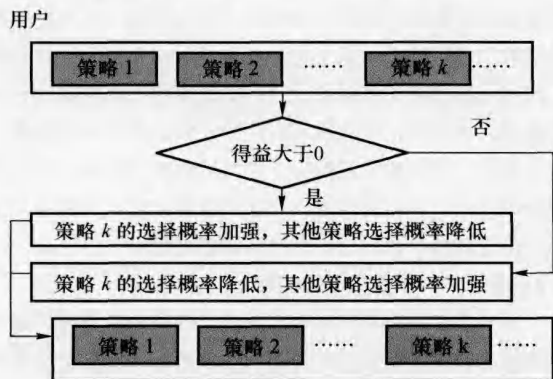 用户
策略 1 策略 2 …… 策略 k ……
否
得益大于0
是
策略 k 的选择概率加强，其他策略选择概率降低
策略 k 的选择概率降低，其他策略选择概率加强
策略 1 策略 2 …… 策略 k ……